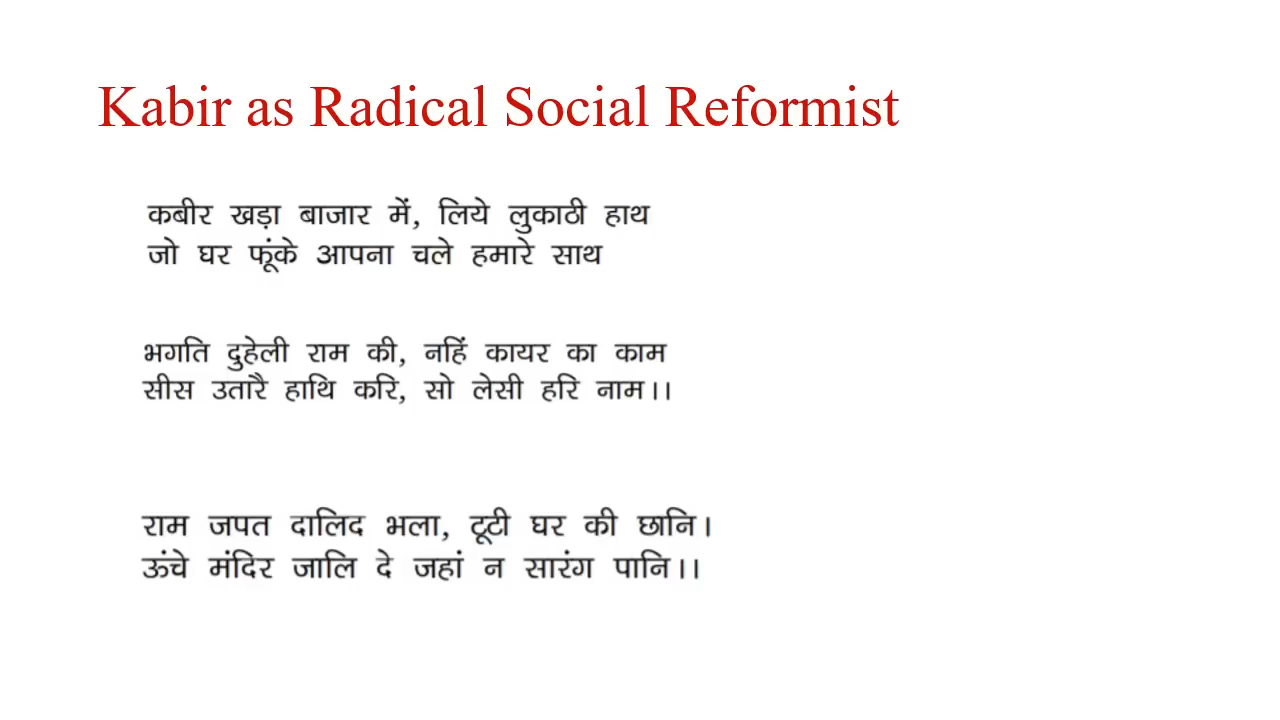 Kabir as Radical Social Reformist
कबीर खड़ा बाजार में, लिये लुकाठी हाथ
जो घर फूंके आपना चले हमारे साथ
भगति दुहेली राम की, नहिं कायर का काम
सीस उतारै हाथि करि, सो लेसी हरि नाम।।
राम जपत दालिद भला, टूटी घर की छानि।
ऊंचे मंदिर जालि दे जहां न सारंग पानि।।